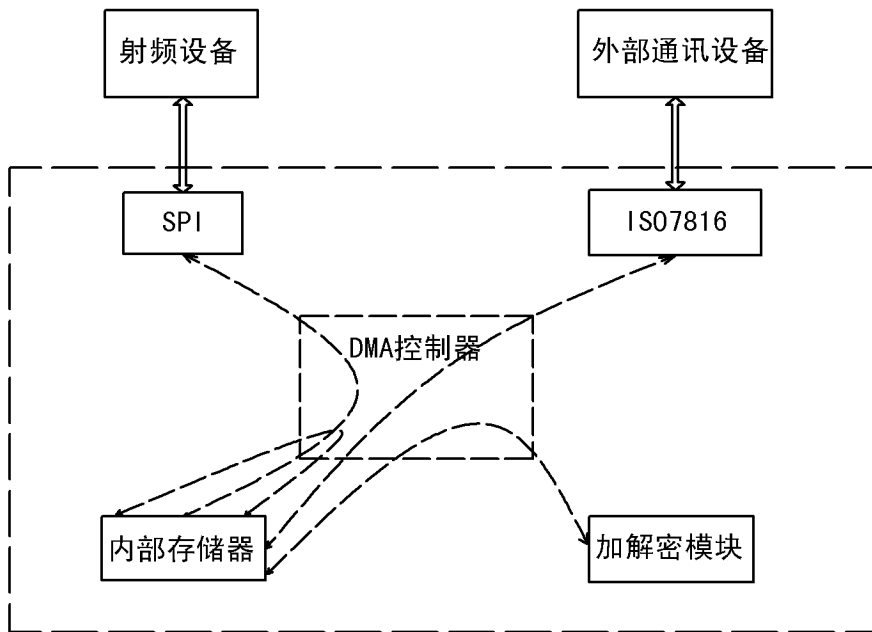 射频设备
外部通讯设备
SPI
ISO7816
DMA控制器
内部存储器
加解密模块